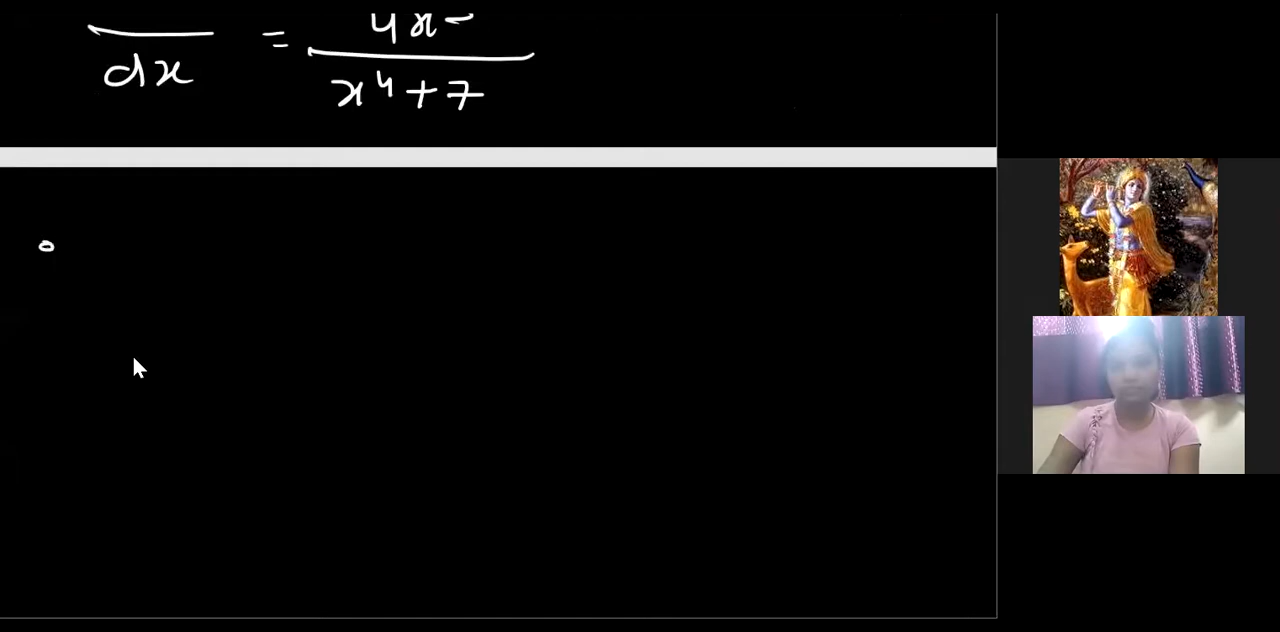 dx = 4x
x⁴+7